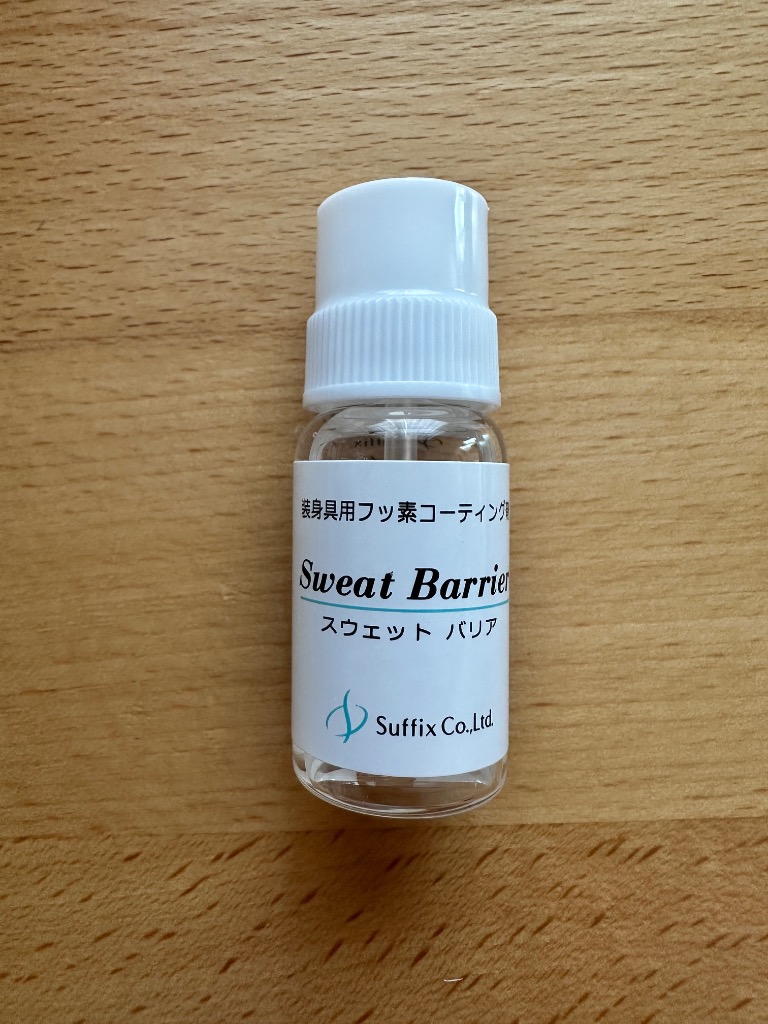 装身具用フッ素コーティング
Sweat Barrier
スウェット バリア
Suffix Co.,Ltd.